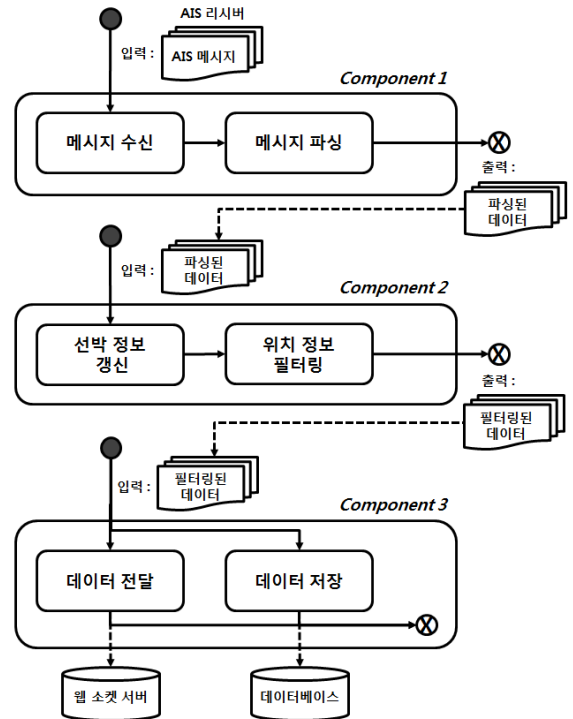 AIS 리시버
입력 :
AIS 메시지
Component 1
메시지 수신
메시지 파싱
X
출력 :
파싱된
데이터
입력 :
파싱된
데이터
Component 2
선박 정보
갱신
위치 정보
필터링
X
출력 :
필터링된
데이터
입력 :
필터링된
데이터
Component 3
데이터 전달
데이터 저장
X
웹 소켓 서버
데이터베이스